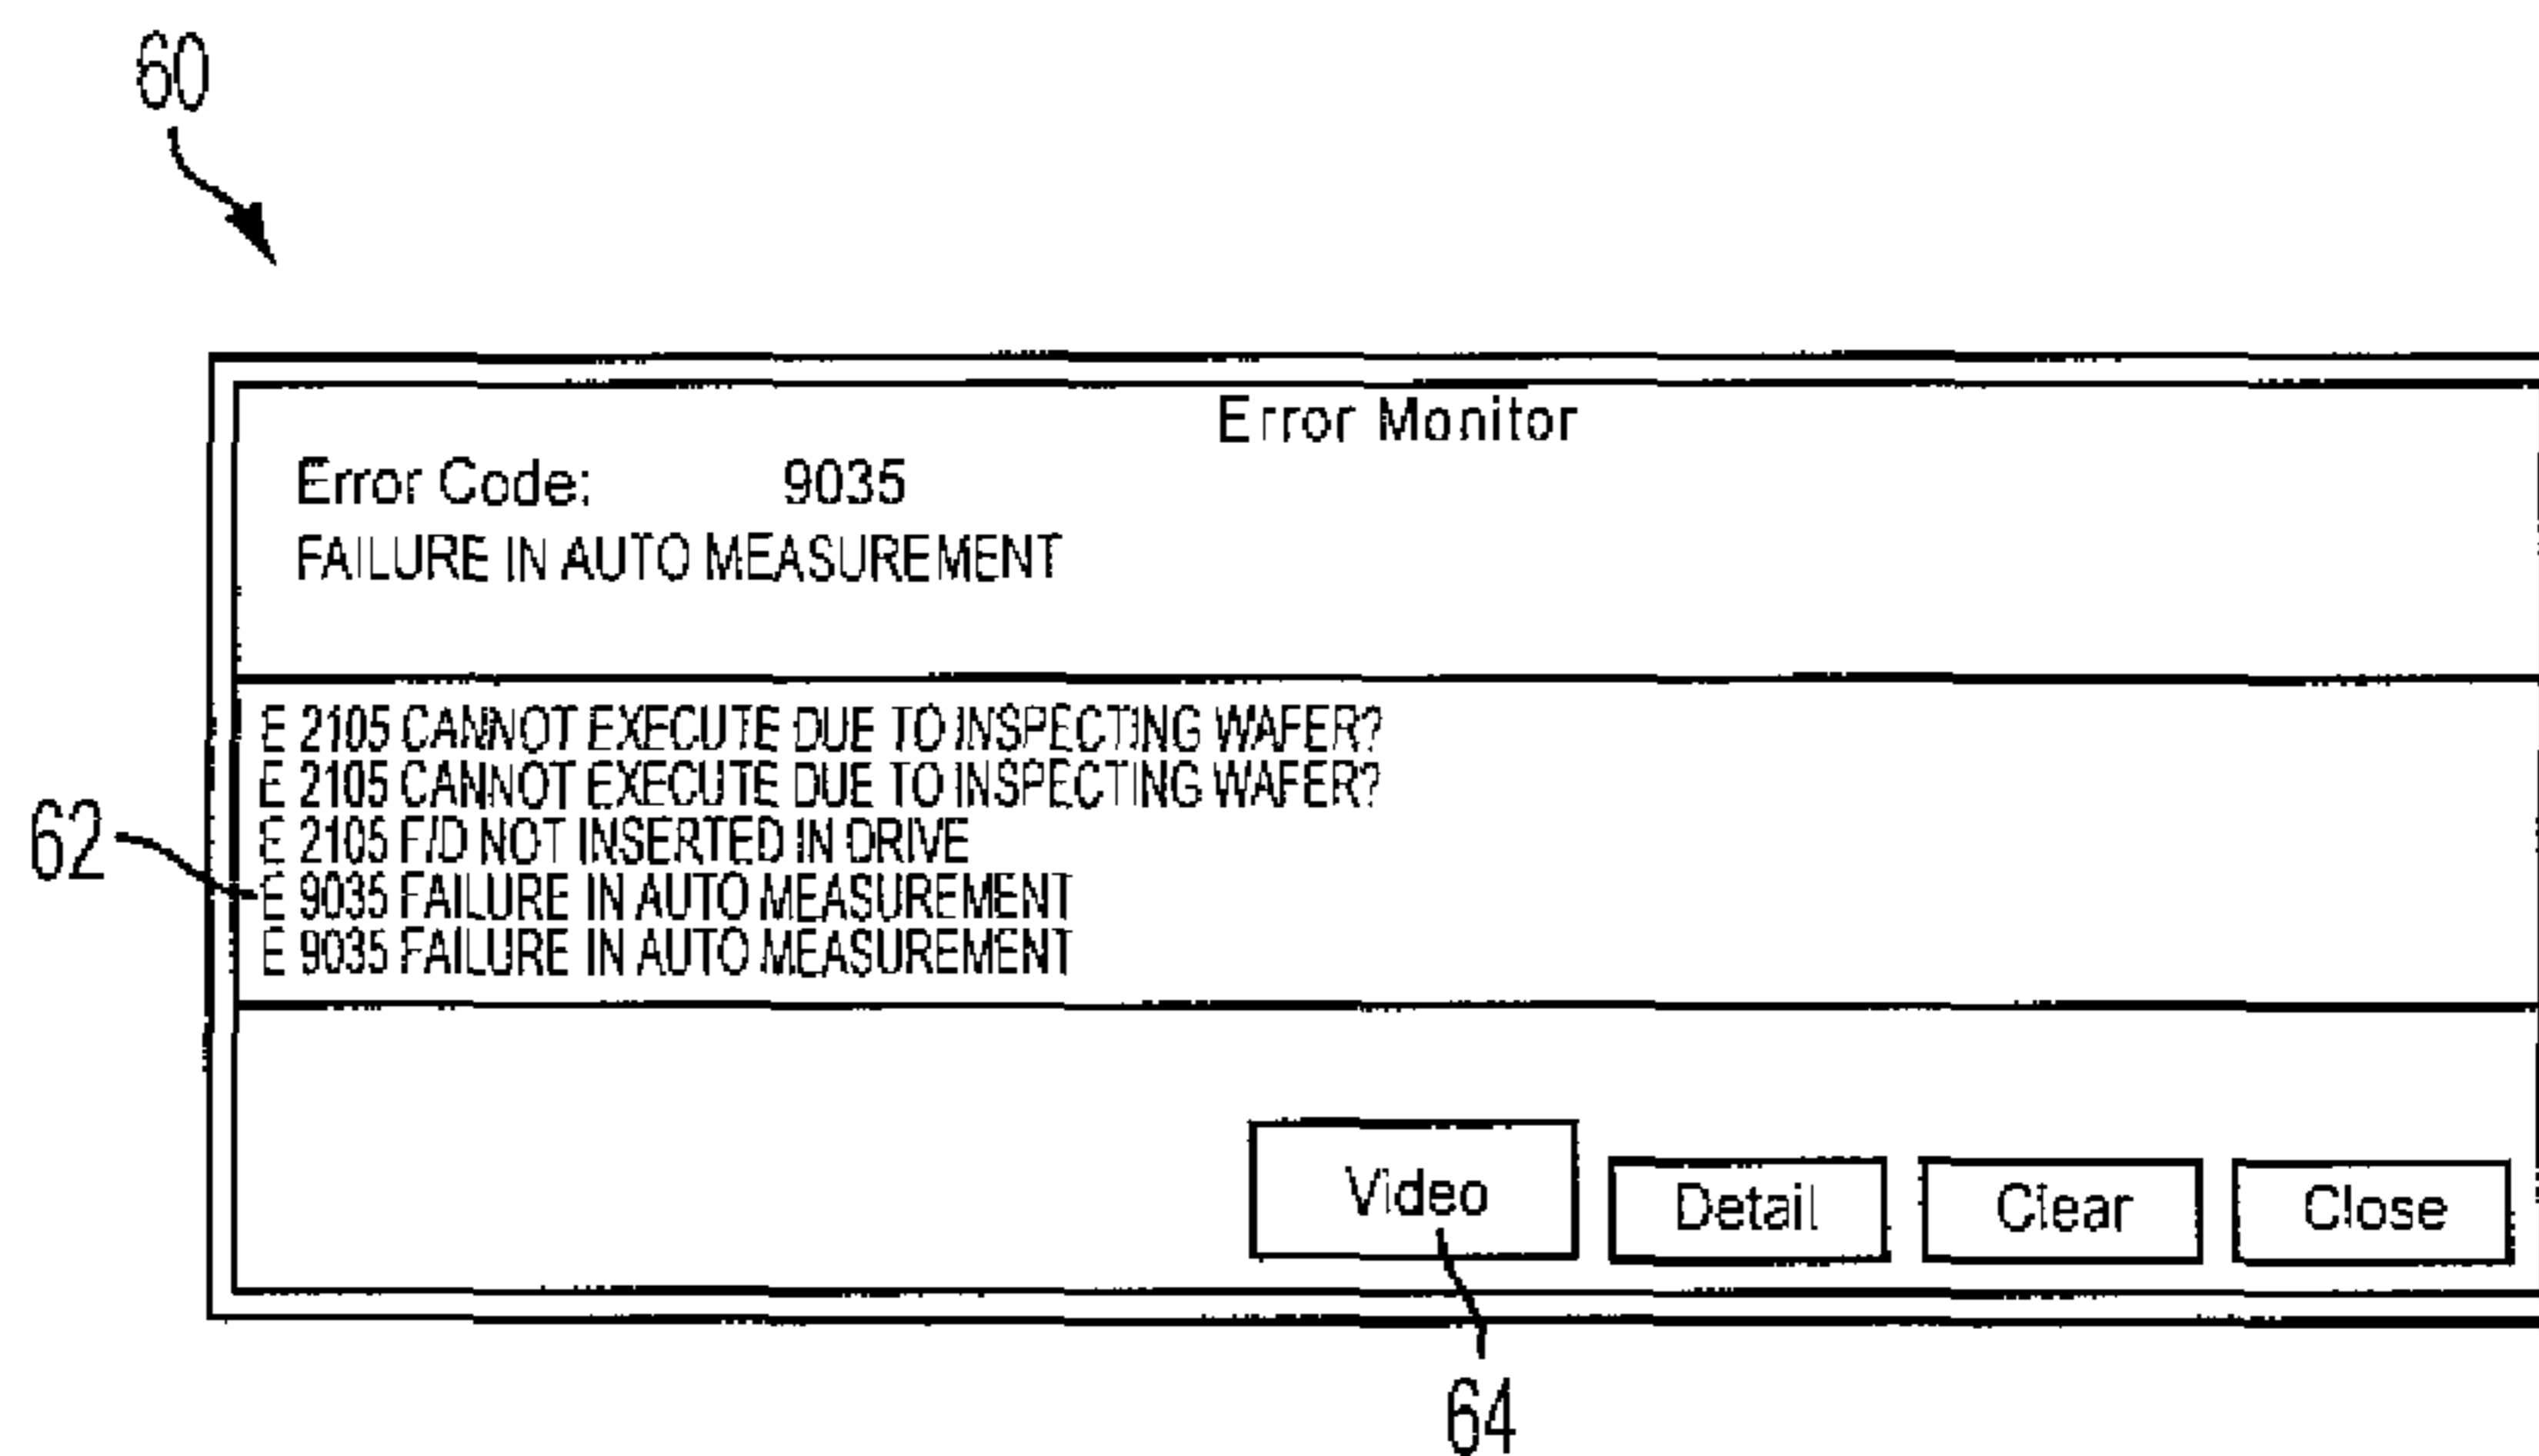 60
Error Monitor
Error Code: 9035
FAILURE IN AUTO MEASUREMENT
E 2105 CANNOT EXECUTE DUE TO INSPECTING WAFER?
E 2105 CANNOT EXECUTE DUE TO INSPECTING WAFER?
E 2105 F/D NOT INSERTED IN DRIVE
62
E 9035 FAILURE IN AUTO MEASUREMENT
E 9035 FAILURE IN AUTO MEASUREMENT
Video Detail Clear Close
64